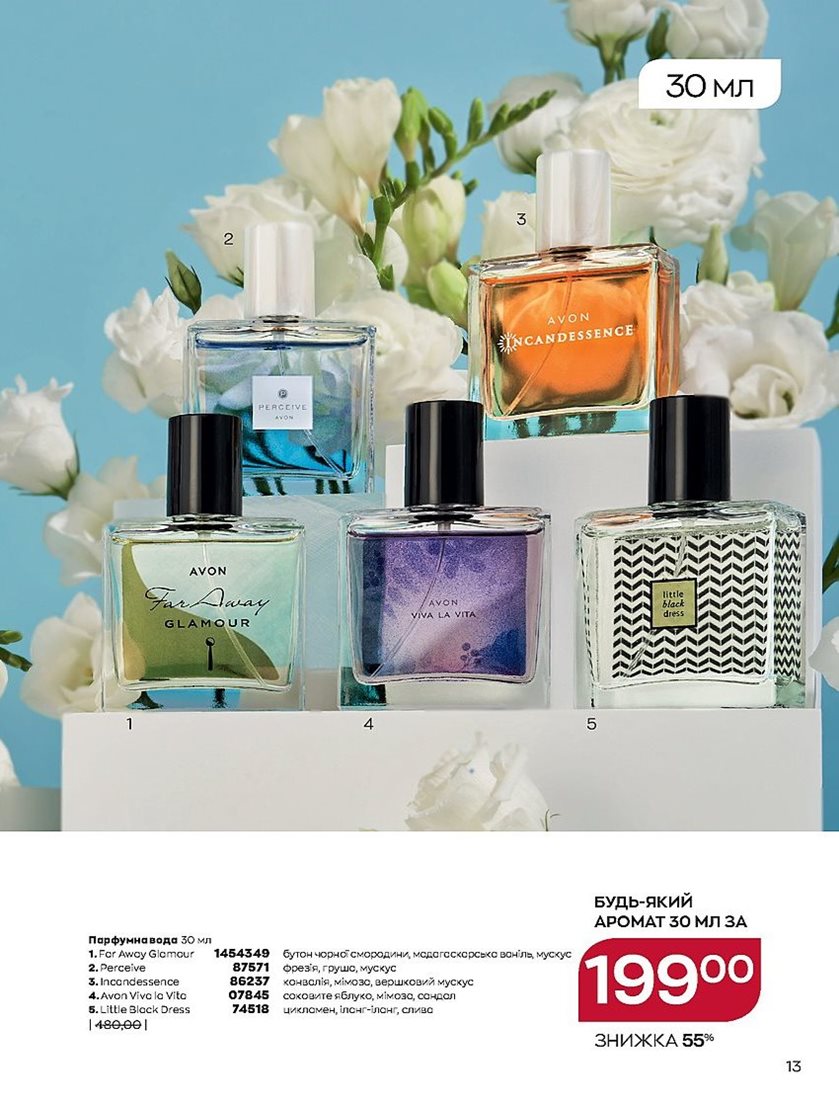 30 МЛ
2
3
AVON
INCANDESSENCE
P
PERCEIVE
AVON
AVON
Far Away
GLAMOUR
AVON
VIVA LA VITA
little
black
dress
1
4
5
БУДЬ-ЯКИЙ
АРОМАТ 30 МЛ ЗА
19900
ЗНИЖКА 55%
Парфумна вода 30 мл
1. Far Away Glamour 1454349 бутон чорної смородини, мадагаскарська ваніль, мускус
2. Perceive 87571 фрезія, груша, мускус
3. Incandessence 86237 конвалія, мімоза, вершковий мускус
4. Avon Viva la Vita 07845 соковите яблуко, мімоза, сандал
5. Little Black Dress 74518 цикламен, іланг-іланг, слива
| 480,00 |
13